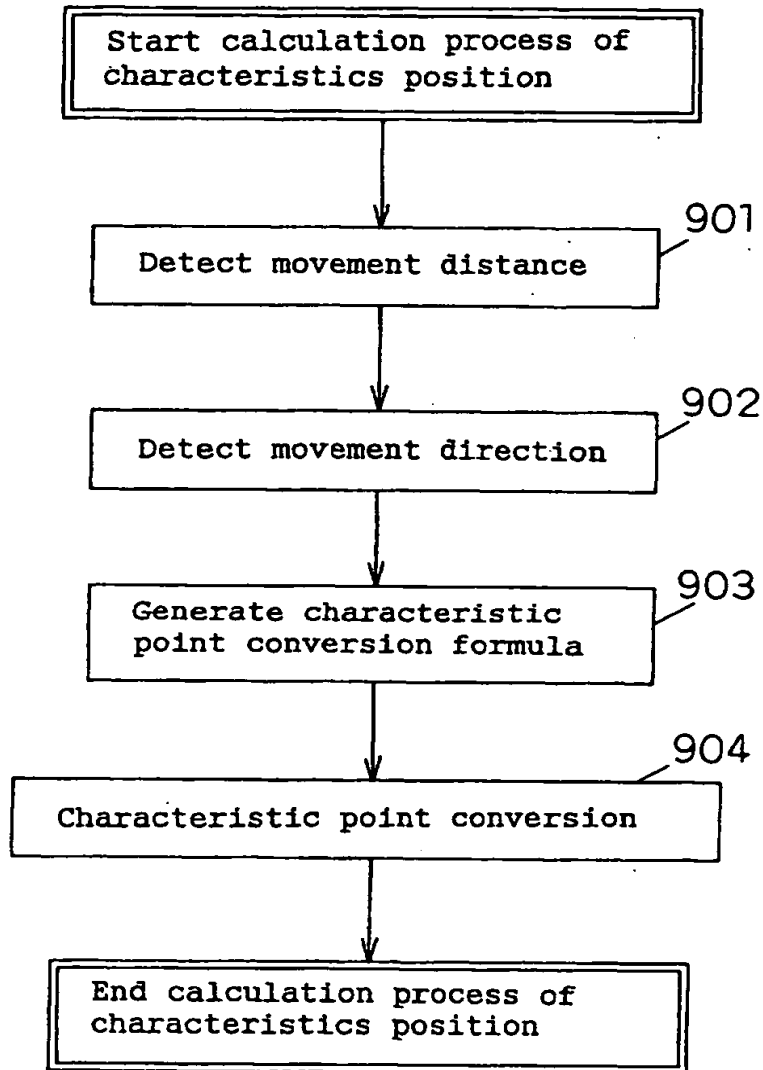 Start calculation process of
characteristics position
901
Detect movement distance
902
Detect movement direction
903
Generate characteristic
point conversion formula
904
Characteristic point conversion
End calculation process of
characteristics position